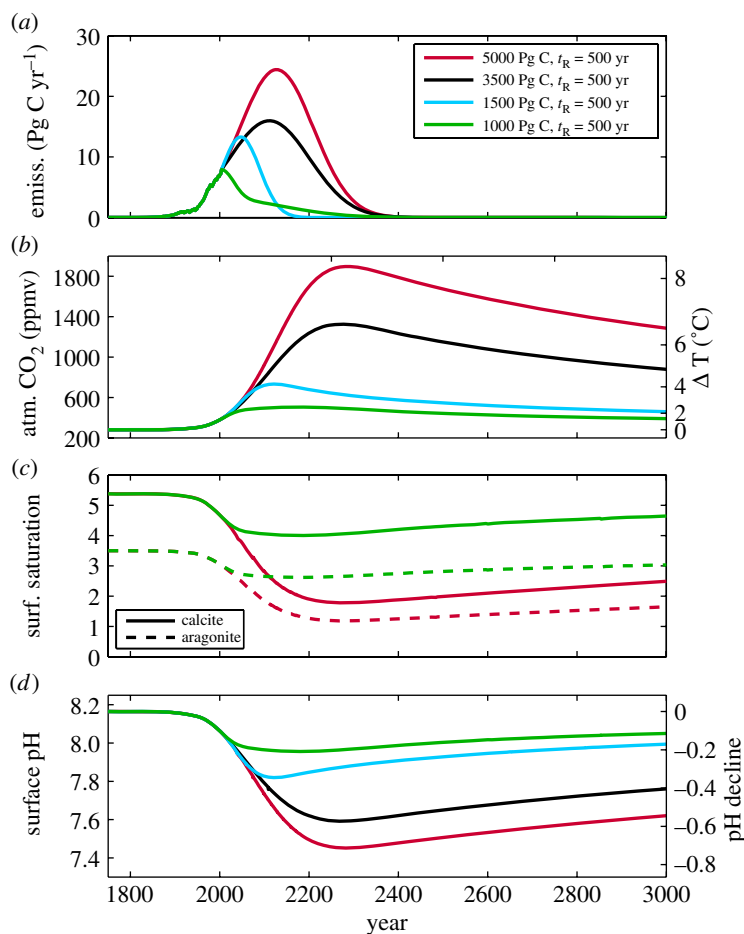 (a)
emiss. (Pg C yr⁻¹)
30
20
10
0
5000 Pg C, tR = 500 yr
3500 Pg C, tR = 500 yr
1500 Pg C, tR = 500 yr
1000 Pg C, tR = 500 yr
(b)
atm. CO2 (ppmv)
1800
1400
1000
600
200
8
6
4
2
0
Δ T (°C)
(c)
surf. saturation
6
5
4
3
2
1
0
calcite
aragonite
(d)
surface pH
8.2
8.0
7.8
7.6
7.4
0
−0.2
−0.4
−0.6
−0.8
pH decline
1800 2000 2200 2400 2600 2800 3000
year